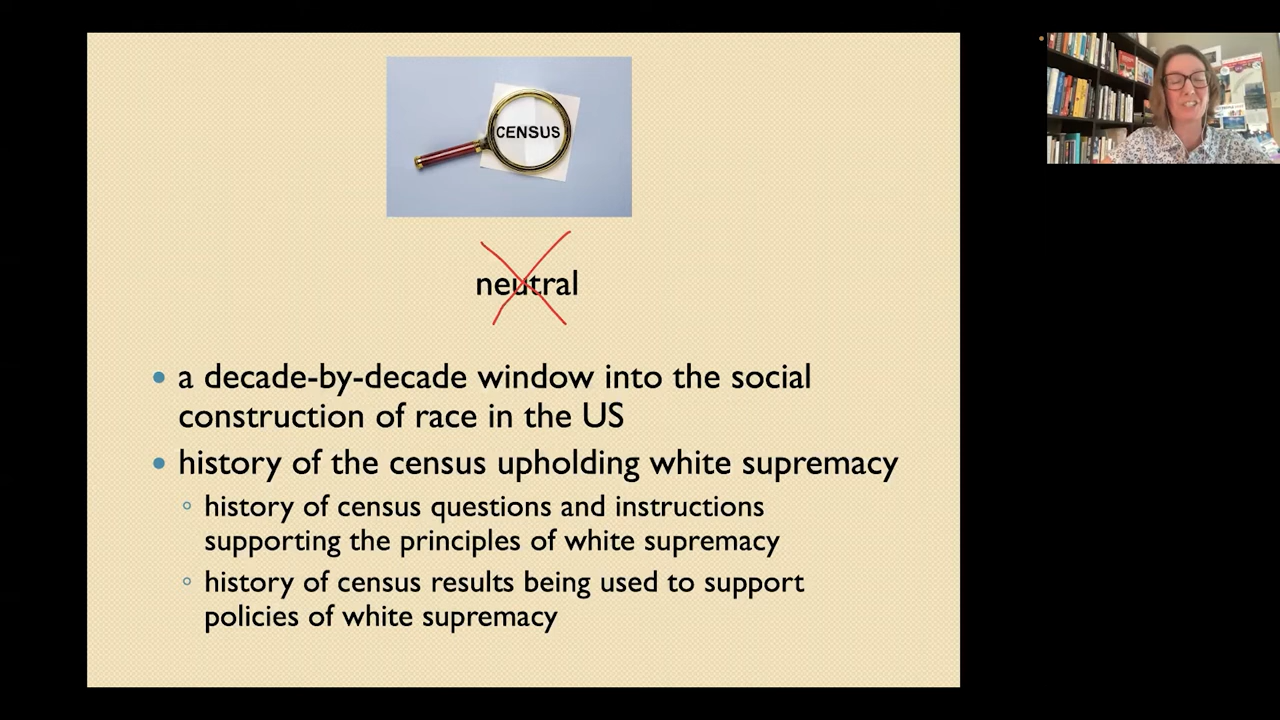 CENSUS
neutral
a decade-by-decade window into the social
construction of race in the US
history of the census upholding white supremacy
history of census questions and instructions
supporting the principles of white supremacy
history of census results being used to support
policies of white supremacy